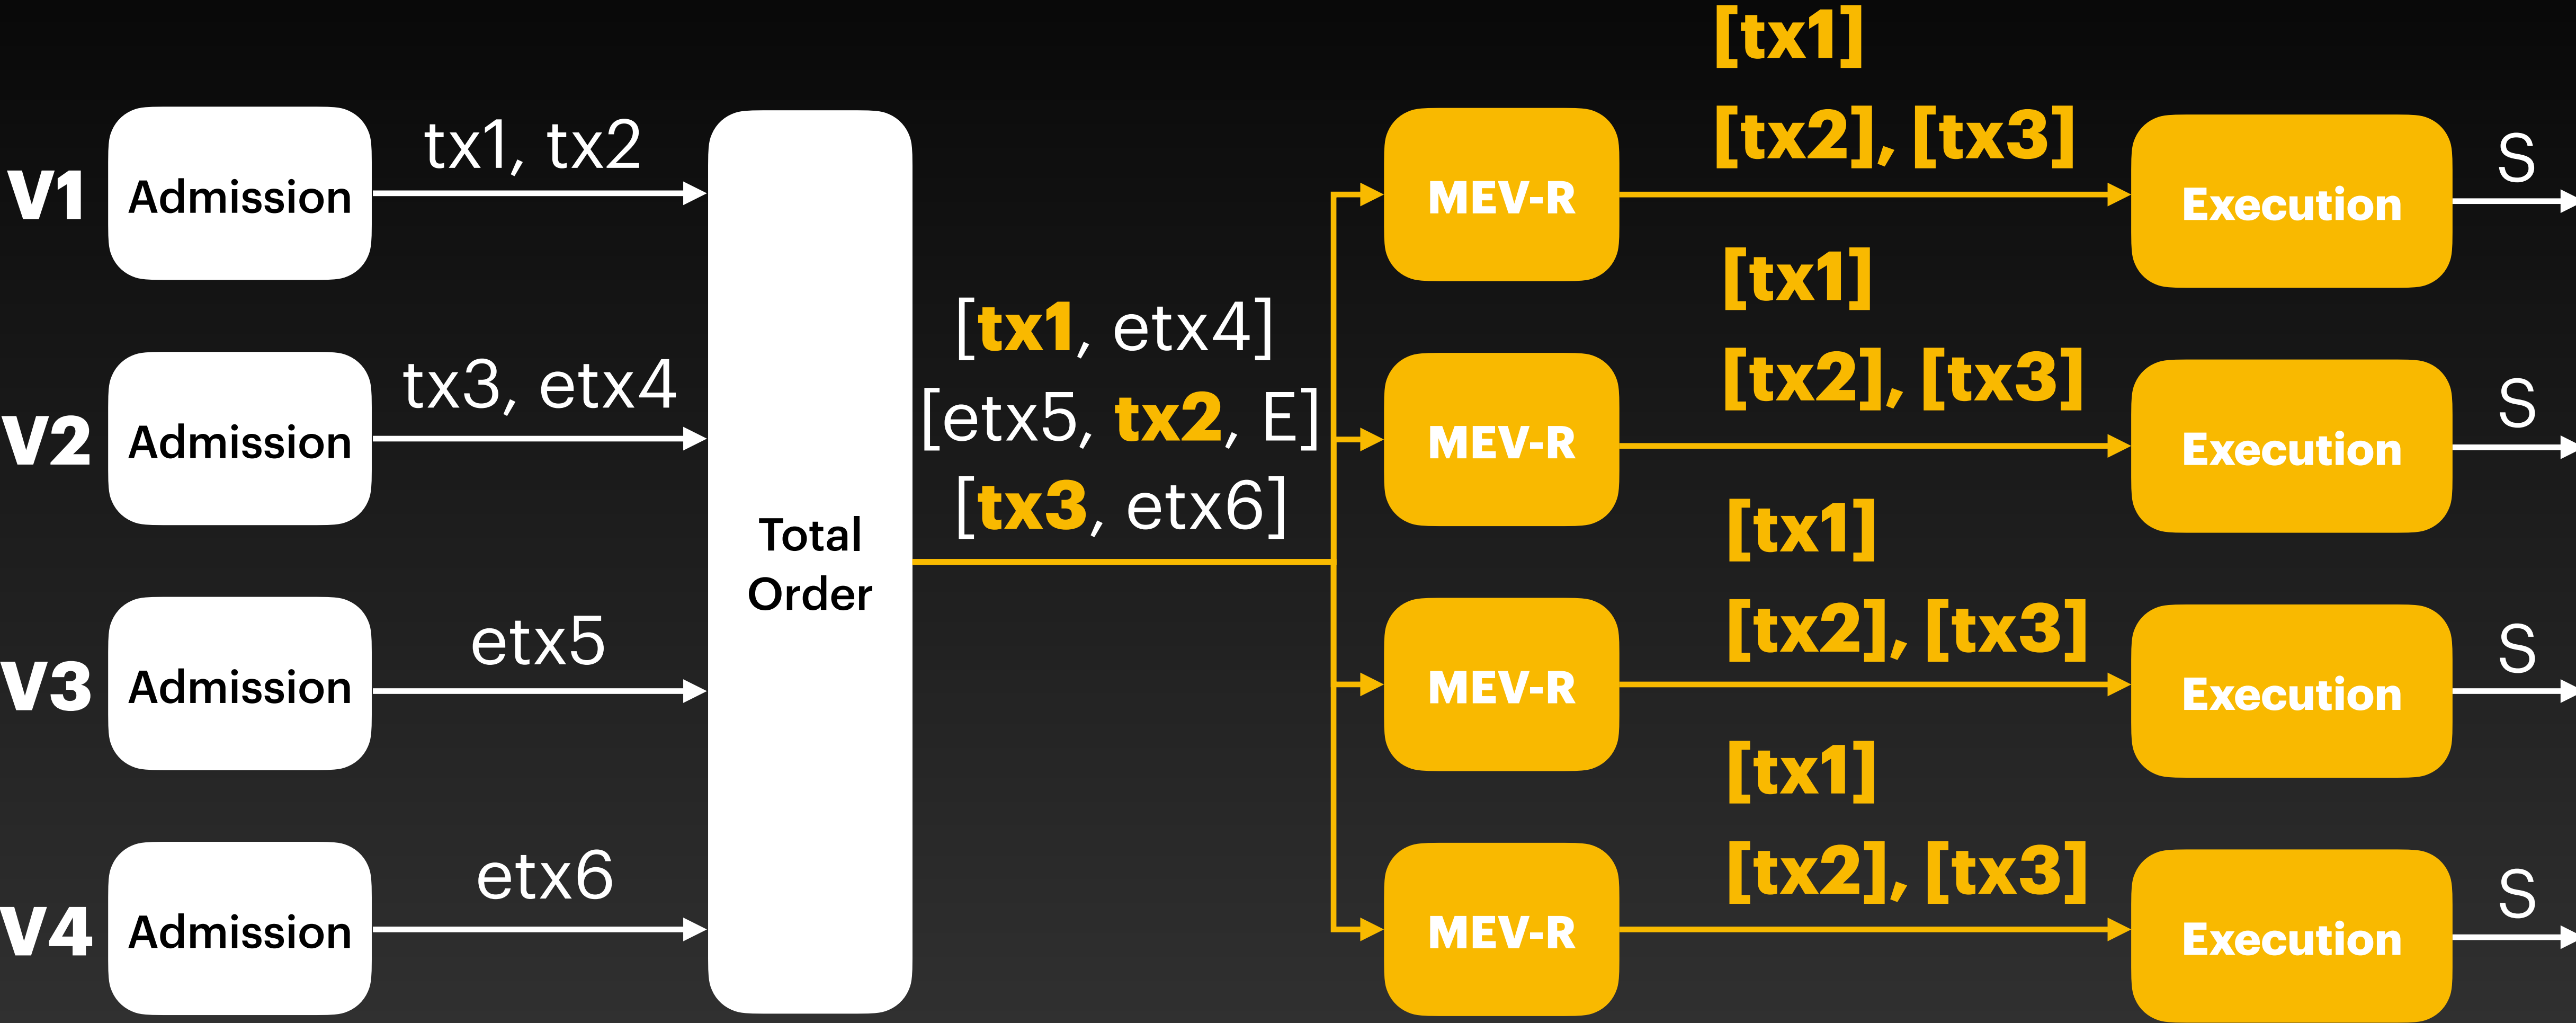 V1
Admission
tx1, tx2
V2
Admission
tx3, etx4
V3
Admission
etx5
V4
Admission
etx6
Total
Order
[tx1, etx4]
[etx5, tx2, E]
[tx3, etx6]
MEV-R
[tx1]
[tx2], [tx3]
Execution
S
MEV-R
[tx1]
[tx2], [tx3]
Execution
S
MEV-R
[tx1]
[tx2], [tx3]
Execution
S
MEV-R
[tx1]
[tx2], [tx3]
Execution
S